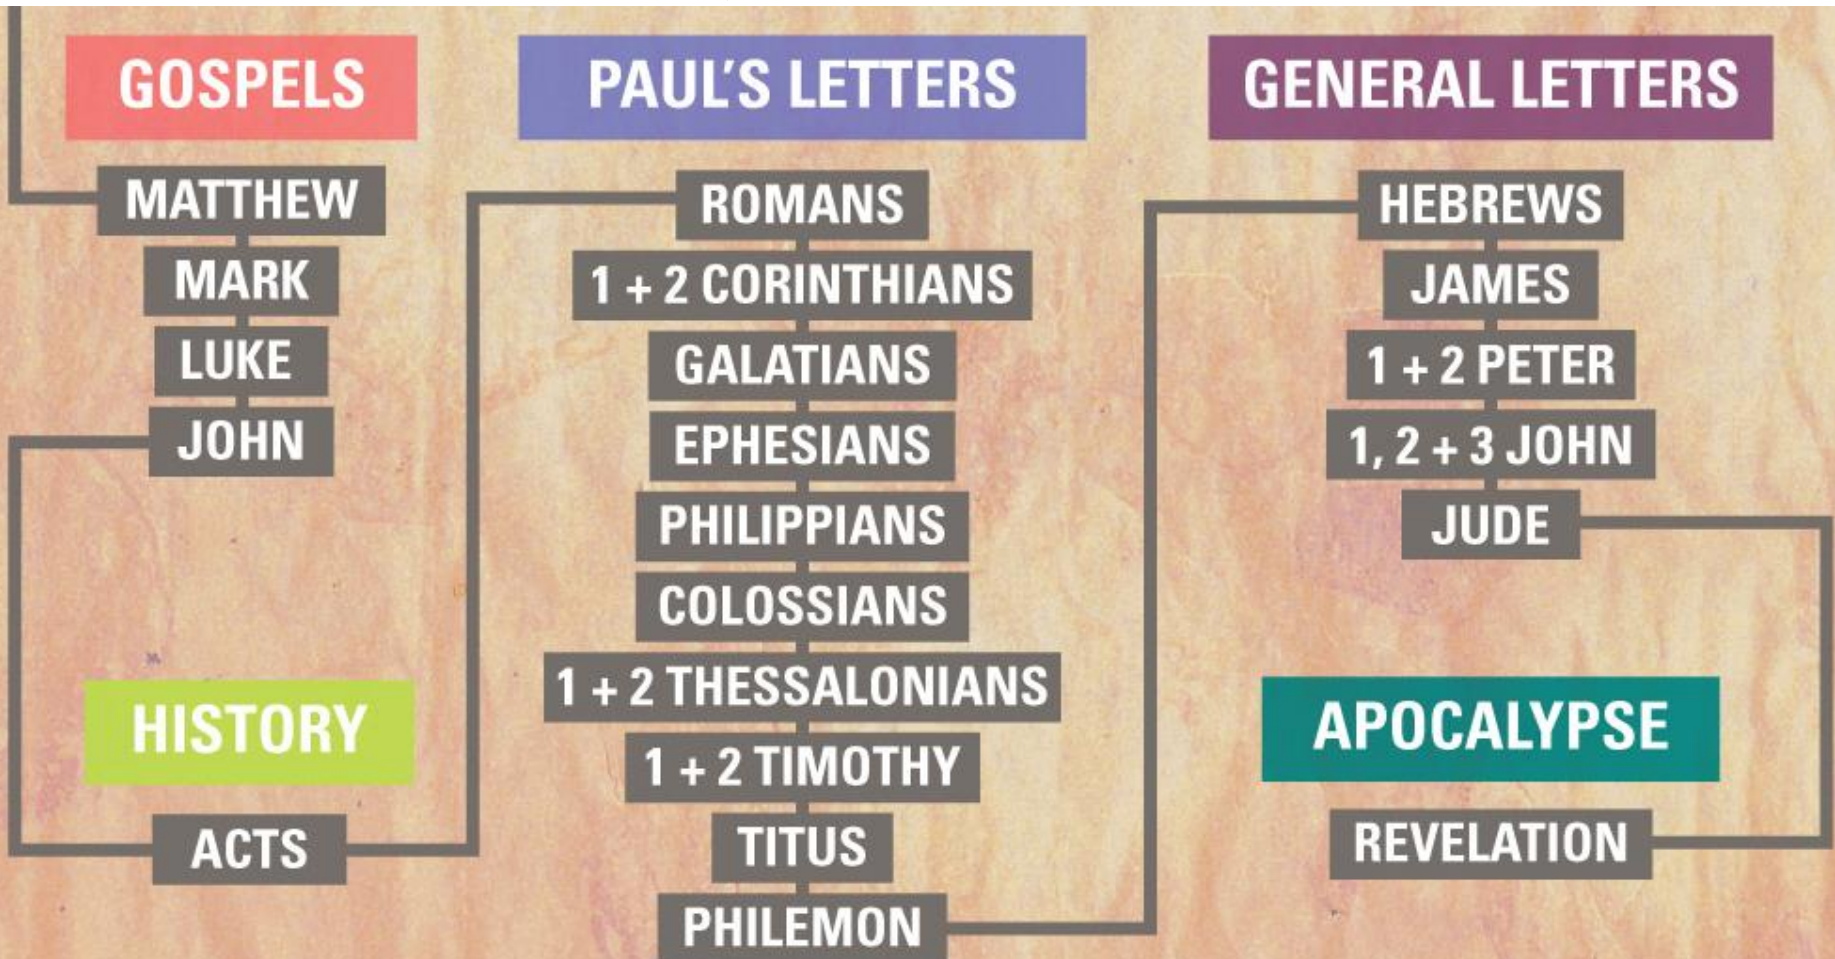 GOSPELS
MATTHEW
MARK
LUKE
JOHN
HISTORY
ACTS
PAUL'S LETTERS
ROMANS
1 + 2 CORINTHIANS
GALATIANS
EPHESIANS
PHILIPPIANS
COLOSSIANS
1 + 2 THESSALONIANS
1 + 2 TIMOTHY
TITUS
PHILEMON
GENERAL LETTERS
HEBREWS
JAMES
1 + 2 PETER
1, 2 + 3 JOHN
JUDE
APOCALYPSE
REVELATION